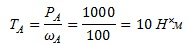 T_A = P_A / ω_A = 1000 / 100 = 10 Н^×м